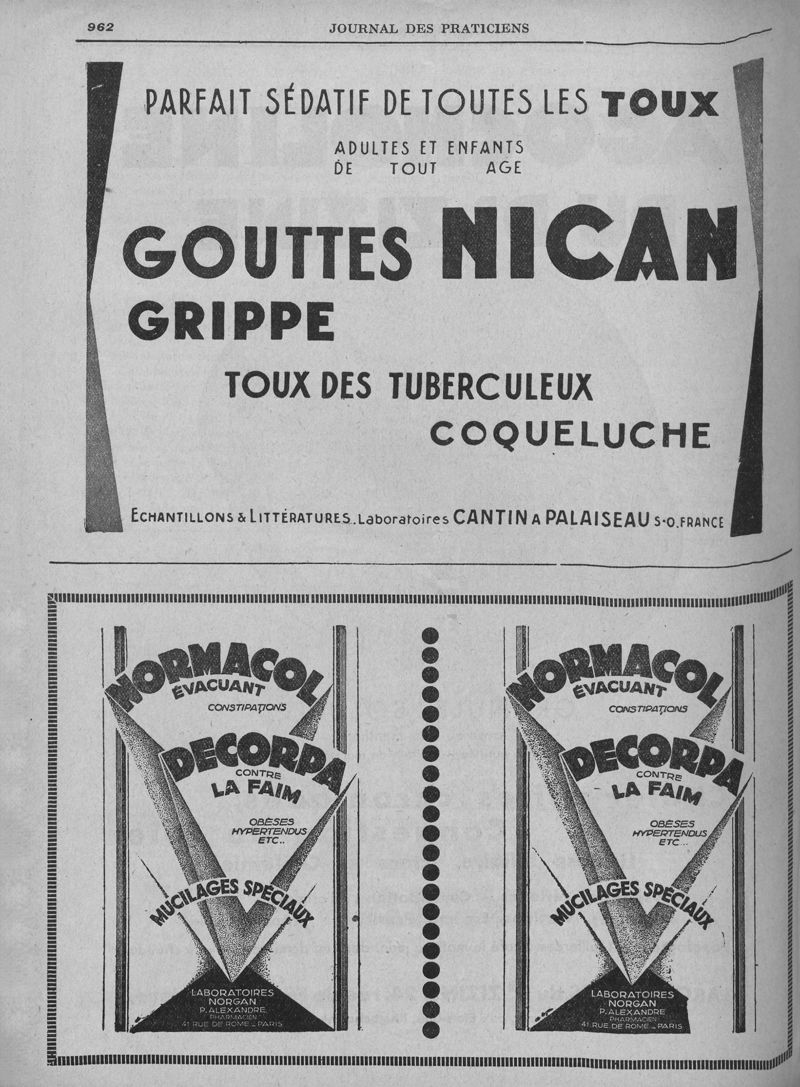 962
JOURNAL DES PRATICIENS
PARFAIT SÉDATIF DE TOUTES LES TOUX
ADULTES ET ENFANTS
DE TOUT AGE
GOUTTES NICAN
GRIPPE
TOUX DES TUBERCULEUX
COQUELUCHE
ECHANTILLONS & LITTÉRATURES. Laboratoires CANTIN A PALAISEAU S-O. FRANCE
NORMACOL
ÉVACUANT
CONSTIPATIONS
DECORPA
CONTRE
LA FAIM
OBÈSES
HYPERTENDUS
ETC..
MUCILAGES SPÉCIAUX
LABORATOIRES
NORGAN
P. ALEXANDRE
PHARMACIEN
41 RUE DE ROME _ PARIS
NORMACOL
ÉVACUANT
CONSTIPATIONS
DECORPA
CONTRE
LA FAIM
OBÈSES
HYPERTENDUS
ETC...
MUCILAGES SPÉCIAUX
LABORATOIRES
NORGAN
P. ALEXANDRE
PHARMACIEN
41, RUE DE ROME _ PARIS